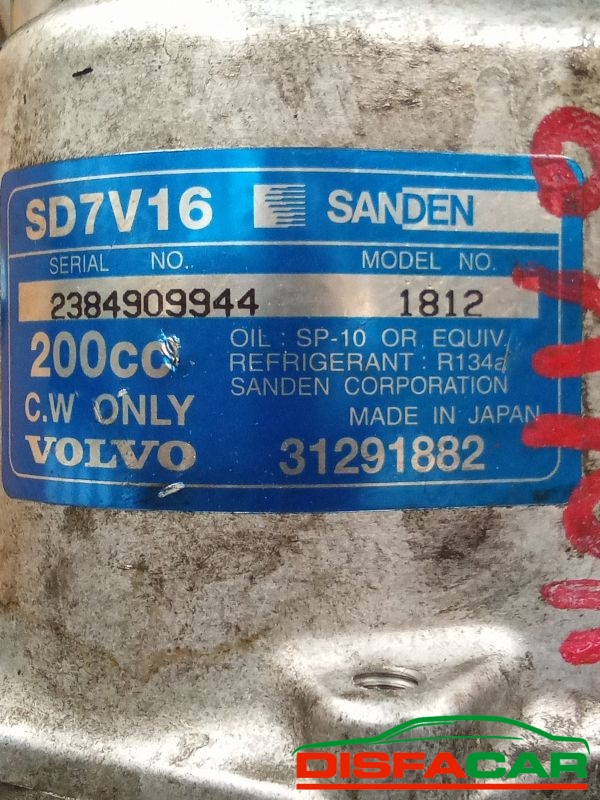 SD7V16 SANDEN
SERIAL NO. MODEL NO.
2384909944 1812
200cc OIL : SP-10 OR EQUIV.
REFRIGERANT : R134a
SANDEN CORPORATION
C.W ONLY MADE IN JAPAN
VOLVO 31291882
DISFACAR